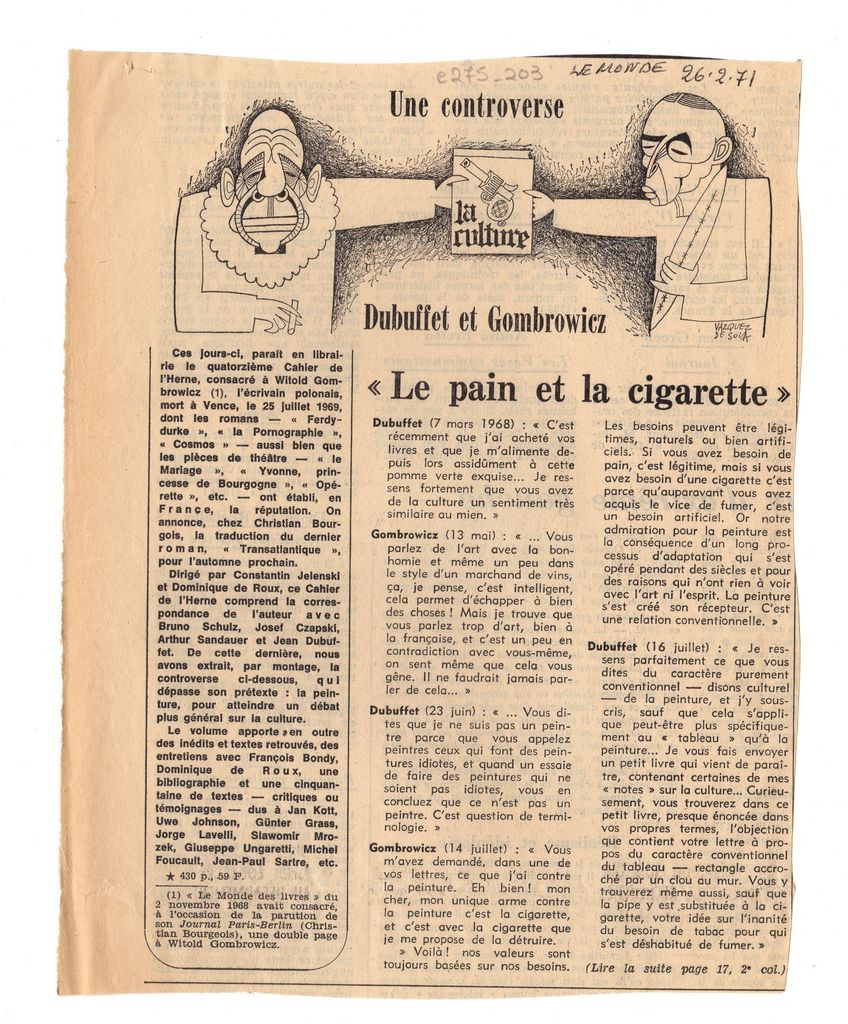 e275_203
LE MONDE 26.2.71
Une controverse
la
culture
Dubuffet et Gombrowicz
VAZQUEZ
DE SOLA
« Le pain et la cigarette »
Ces jours-ci, paraît en librai-
rie le quatorzième Cahier de
l'Herne, consacré à Witold Gom-
browicz (1), l'écrivain polonais,
mort à Vence, le 25 juillet 1969,
dont les romans — « Ferdy-
durke », « la Pornographie »,
« Cosmos » — aussi bien que
les pièces de théâtre — « le
Mariage », « Yvonne, prin-
cesse de Bourgogne », « Opé-
rette », etc. — ont établi, en
France, la réputation. On
annonce, chez Christian Bour-
gois, la traduction du dernier
roman, « Transatlantique »,
pour l'automne prochain.
Dirigé par Constantin Jelenski
et Dominique de Roux, ce Cahier
de l'Herne comprend la corres-
pondance de l'auteur avec
Bruno Schulz, Josef Czapski,
Arthur Sandauer et Jean Dubuf-
fet. De cette dernière, nous
avons extrait, par montage, la
controverse ci-dessous, qui
dépasse son prétexte : la pein-
ture, pour atteindre un débat
plus général sur la culture.
Le volume apporte en outre
des inédits et textes retrouvés, des
entretiens avec François Bondy,
Dominique de Roux, une
bibliographie et une cinquan-
taine de textes — critiques ou
témoignages — dus à Jan Kott,
Uwe Johnson, Günter Grass,
Jorge Lavelli, Slawomir Mro-
zek, Giuseppe Ungaretti, Michel
Foucault, Jean-Paul Sartre, etc.
★ 430 p., 59 F.
(1) « Le Monde des livres » du
2 novembre 1968 avait consacré,
à l'occasion de la parution de
son Journal Paris-Berlin (Chris-
tian Bourgeois), une double page
à Witold Gombrowicz.
Dubuffet (7 mars 1968) : « C'est
récemment que j'ai acheté vos
livres et que je m'alimente de-
puis lors assidûment à cette
pomme verte exquise... Je res-
sens fortement que vous avez
de la culture un sentiment très
similaire au mien. »
Gombrowicz (13 mai) : « ... Vous
parlez de l'art avec la bon-
homie et même un peu dans
le style d'un marchand de vins,
ça, je pense, c'est intelligent,
cela permet d'échapper à bien
des choses ! Mais je trouve que
vous parlez trop d'art, bien à
la française, et c'est un peu en
contradiction avec vous-même,
on sent même que cela vous
gêne. Il ne faudrait jamais par-
ler de cela... »
Dubuffet (23 juin) : « ... Vous di-
tes que je ne suis pas un pein-
tre parce que vous appelez
peintres ceux qui font des pein-
tures idiotes, et quand un essaie
de faire des peintures qui ne
soient pas idiotes, vous en
concluez que ce n'est pas un
peintre. C'est question de termi-
nologie. »
Gombrowicz (14 juillet) : « Vous
m'avez demandé, dans une de
vos lettres, ce que j'ai contre
la peinture. Eh bien ! mon
cher, mon unique arme contre
la peinture c'est la cigarette,
et c'est avec la cigarette que
je me propose de la détruire.
» Voilà ! nos valeurs sont
toujours basées sur nos besoins.
Les besoins peuvent être légi-
times, naturels ou bien artifi-
ciels. Si vous avez besoin de
pain, c'est légitime, mais si vous
avez besoin d'une cigarette c'est
parce qu'auparavant vous avez
acquis le vice de fumer, c'est
un besoin artificiel. Or notre
admiration pour la peinture est
la conséquence d'un long pro-
cessus d'adaptation qui s'est
opéré pendant des siècles et pour
des raisons qui n'ont rien à voir
avec l'art ni l'esprit. La peinture
s'est créé son récepteur. C'est
une relation conventionnelle. »
Dubuffet (16 juillet) : « Je res-
sens parfaitement ce que vous
dites du caractère purement
conventionnel — disons culturel
— de la peinture, et j'y sous-
cris, sauf que cela s'appli-
que peut-être plus spécifique-
ment au « tableau » qu'à la
peinture... Je vous fais envoyer
un petit livre qui vient de paraî-
tre, contenant certaines de mes
« notes » sur la culture... Curieu-
sement, vous trouverez dans ce
petit livre, presque énoncée dans
vos propres termes, l'objection
que contient votre lettre à pro-
pos du caractère conventionnel
du tableau — rectangle accro-
ché par un clou au mur. Vous y
trouverez même aussi, sauf que
la pipe y est substituée à la ci-
garette, votre idée sur l'inanité
du besoin de tabac pour qui
s'est déshabitué de fumer. »
(Lire la suite page 17, 2e col.)